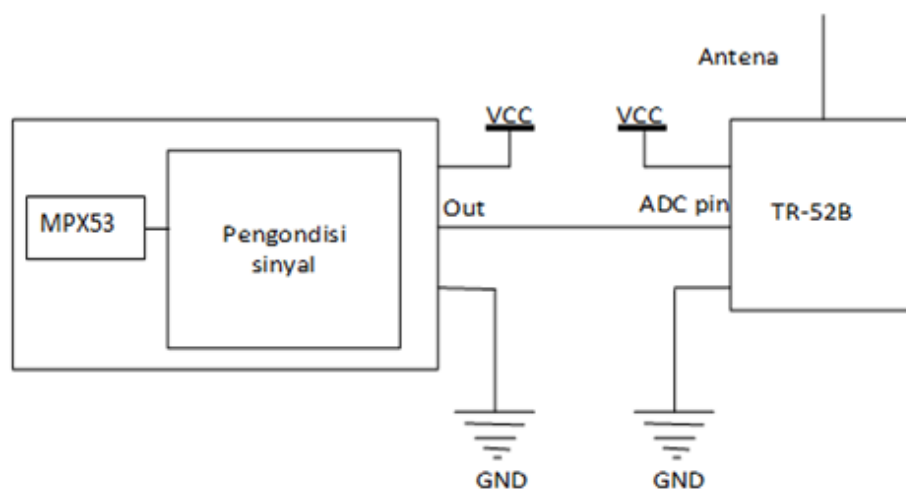 Antena
VCC
VCC
MPX53
Pengondisi
sinyal
Out
ADC pin
TR-52B
GND
GND